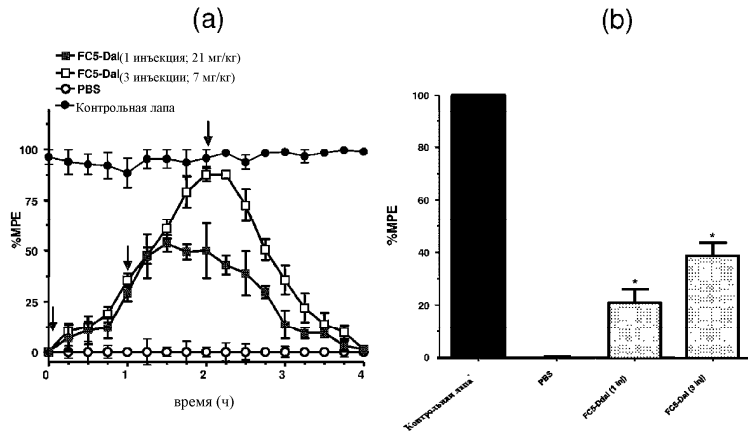 (a)
FC5-Dal (1 инъекция; 21 мг/кг)
FC5-Dal (3 инъекции; 7 мг/кг)
PBS
Контрольная лапа
100
75
50
25
0
%MPE
0 1 2 3 4
время (ч)
(b)
100
80
60
40
20
0
%MPE
*
*
Контрольная лапа
PBS
FC5-Ddal (1 inj)
FC5-Dal (3 inj)